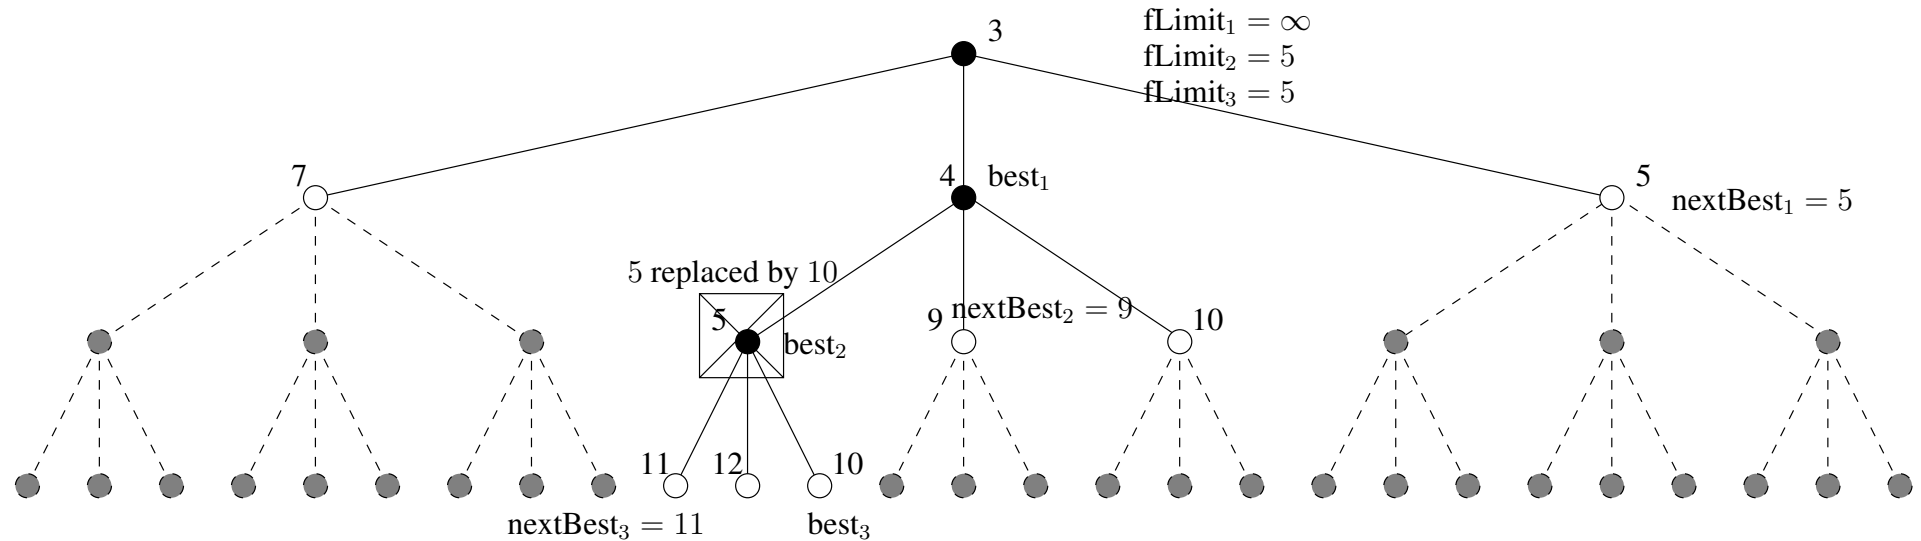 3
fLimit₁ = ∞
fLimit₂ = 5
fLimit₃ = 5
7
4
best₁
5
nextBest₁ = 5
5 replaced by 10
5
best₂
9
nextBest₂ = 9
10
11
12
10
nextBest₃ = 11
best₃